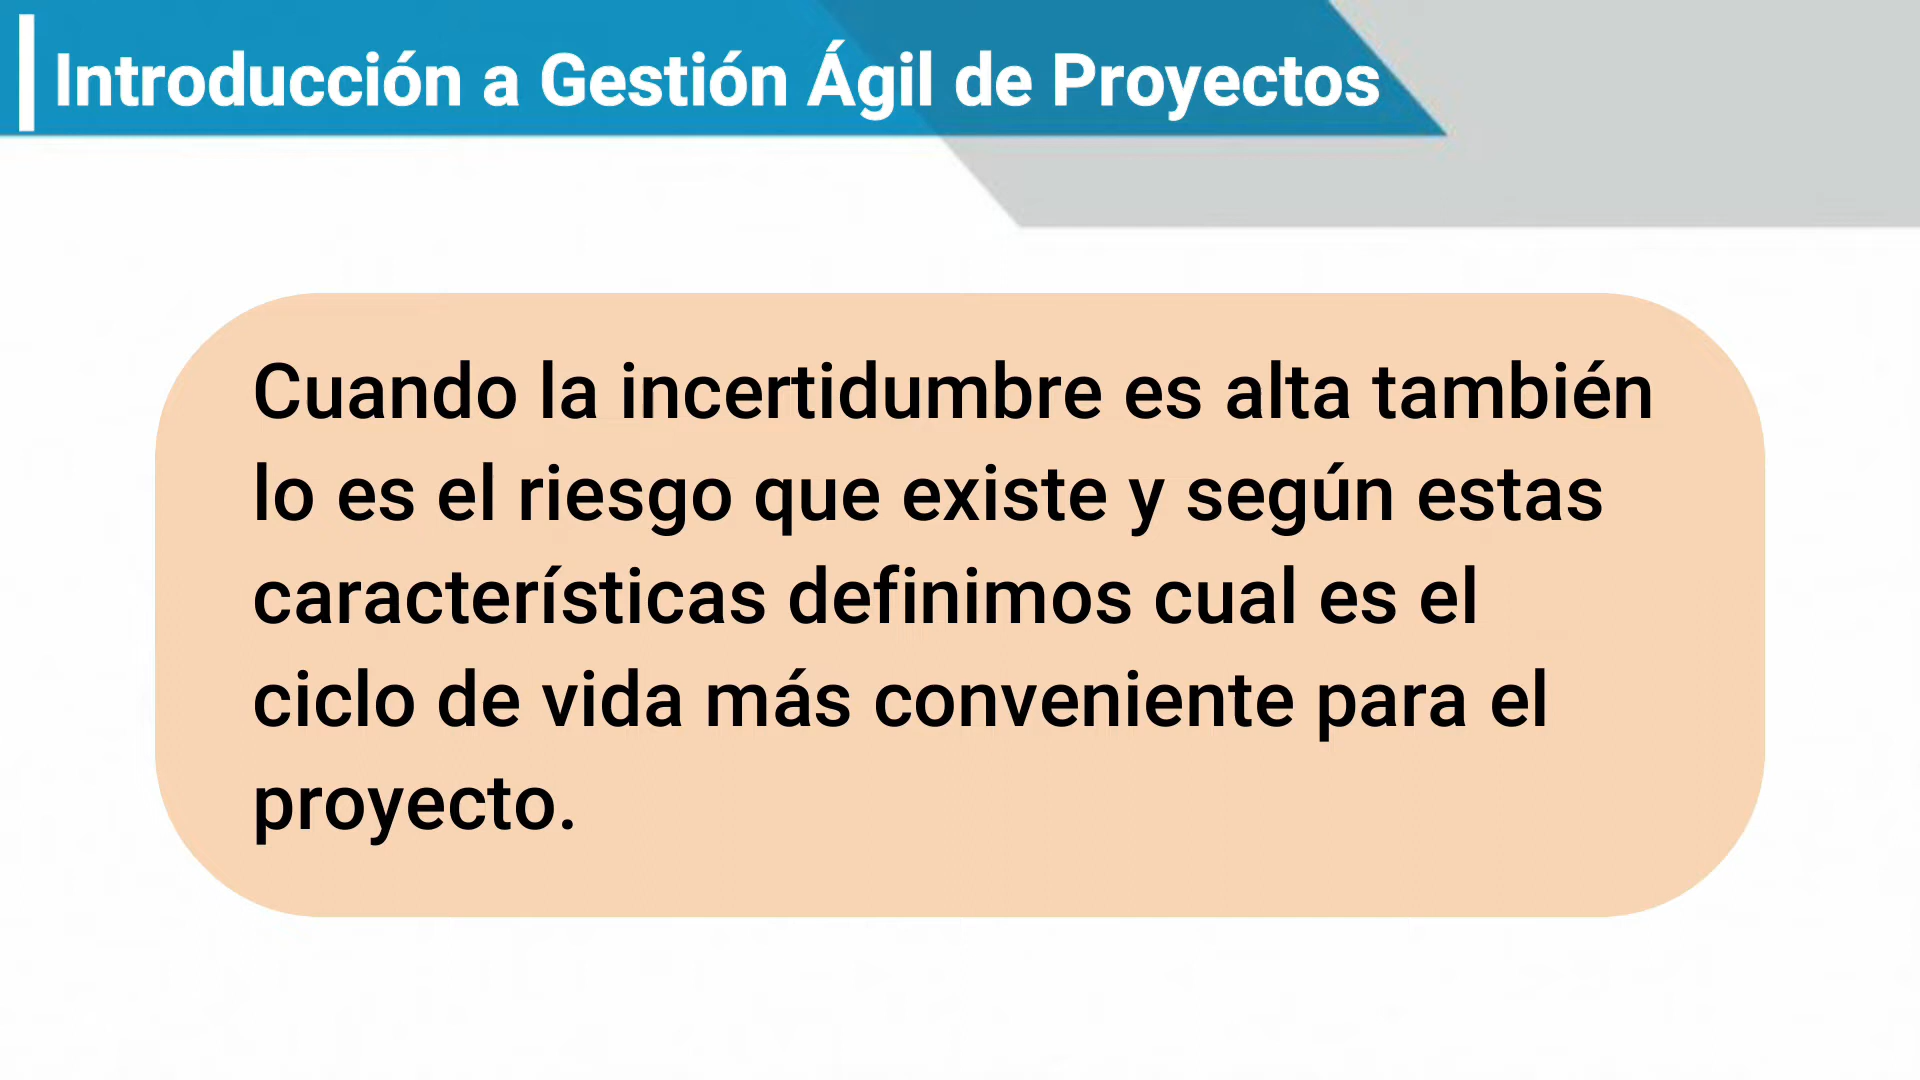 Introducción a Gestión Ágil de Proyectos
Cuando la incertidumbre es alta también
lo es el riesgo que existe y según estas
características definimos cual es el
ciclo de vida más conveniente para el
proyecto.